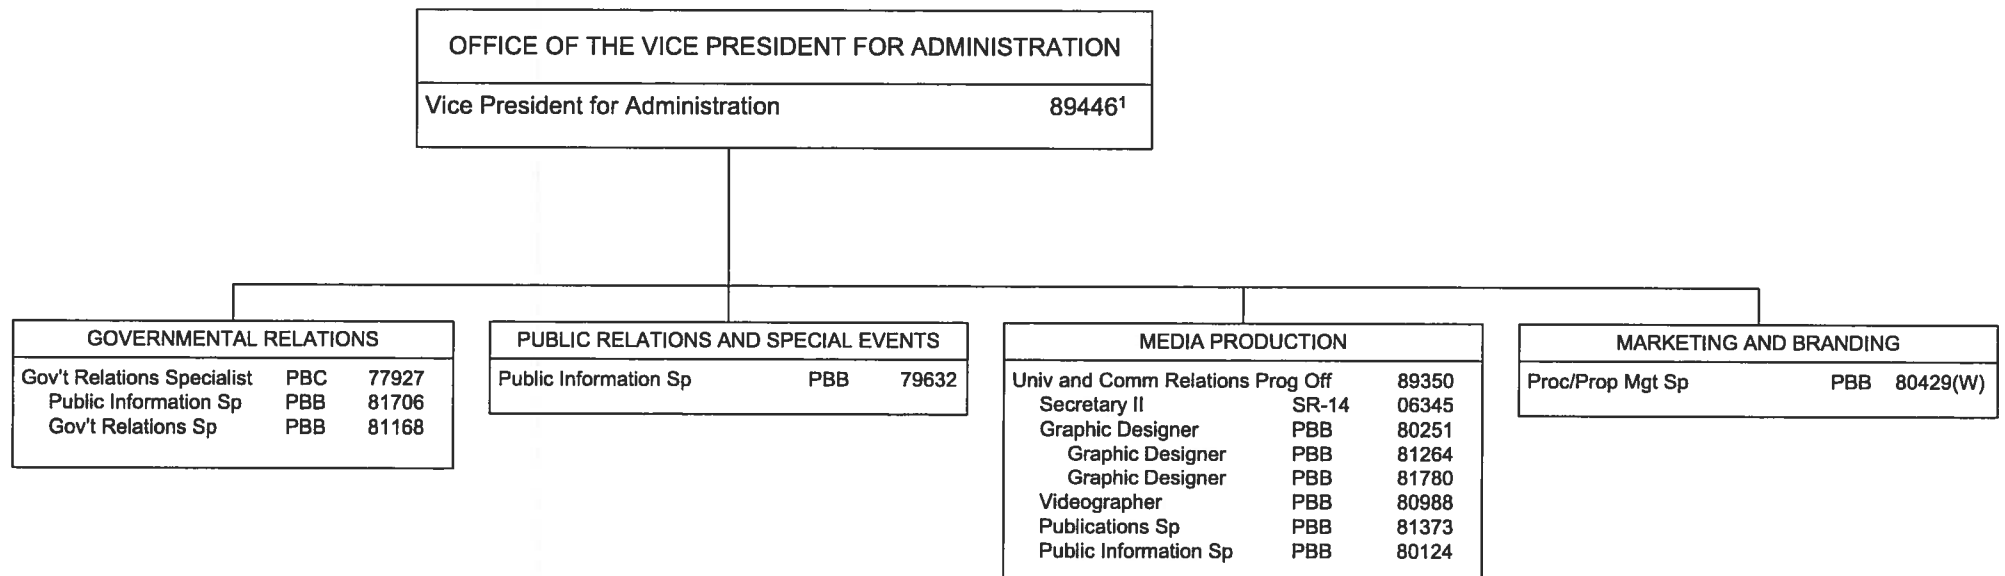 OFFICE OF THE VICE PRESIDENT FOR ADMINISTRATION
Vice President for Administration 89446¹
GOVERNMENTAL RELATIONS
Gov't Relations Specialist PBC 77927
Public Information Sp PBB 81706
Gov't Relations Sp PBB 81168
PUBLIC RELATIONS AND SPECIAL EVENTS
Public Information Sp PBB 79632
MEDIA PRODUCTION
Univ and Comm Relations Prog Off 89350
Secretary II SR-14 06345
Graphic Designer PBB 80251
Graphic Designer PBB 81264
Graphic Designer PBB 81780
Videographer PBB 80988
Publications Sp PBB 81373
Public Information Sp PBB 80124
MARKETING AND BRANDING
Proc/Prop Mgt Sp PBB 80429(W)